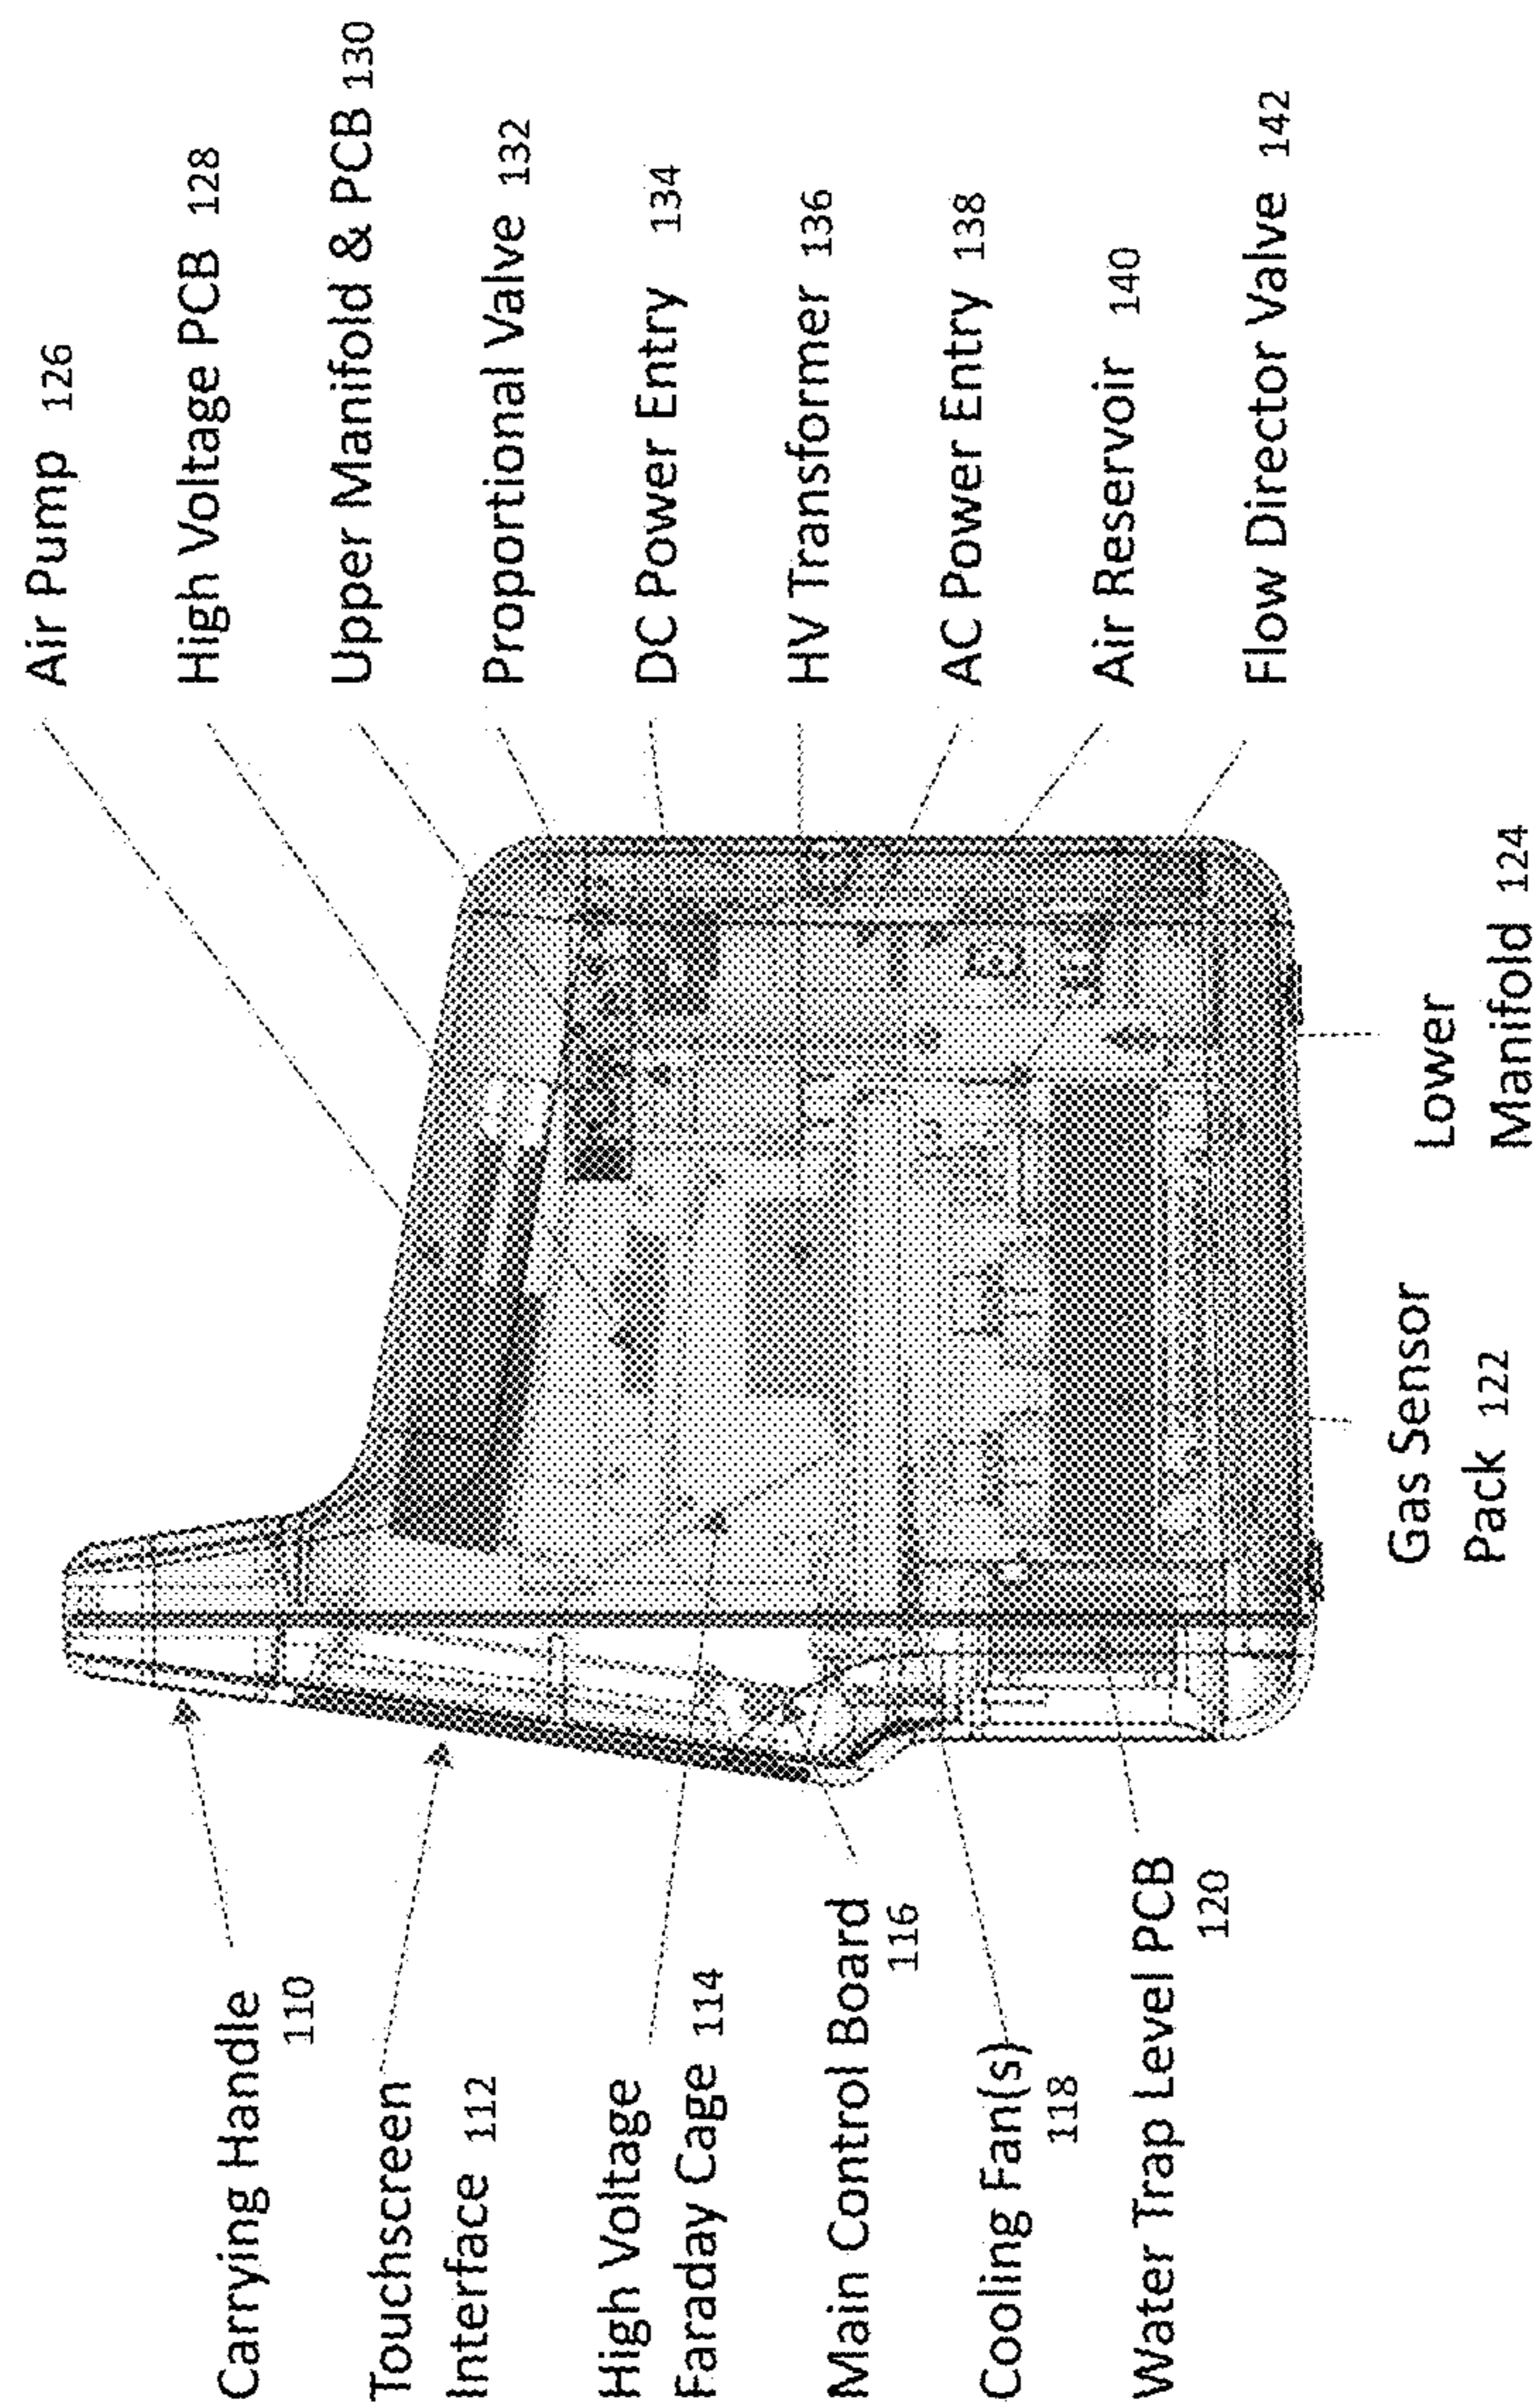 Carrying Handle
110
Touchscreen
Interface 112
High Voltage
Faraday Cage 114
Main Control Board
116
Cooling Fan(s)
118
Water Trap Level PCB
120
Gas Sensor
Pack 122
Lower
Manifold 124
Air Pump 126
High Voltage PCB 128
Upper Manifold & PCB 130
Proportional Valve 132
DC Power Entry 134
HV Transformer 136
AC Power Entry 138
Air Reservoir 140
Flow Director Valve 142